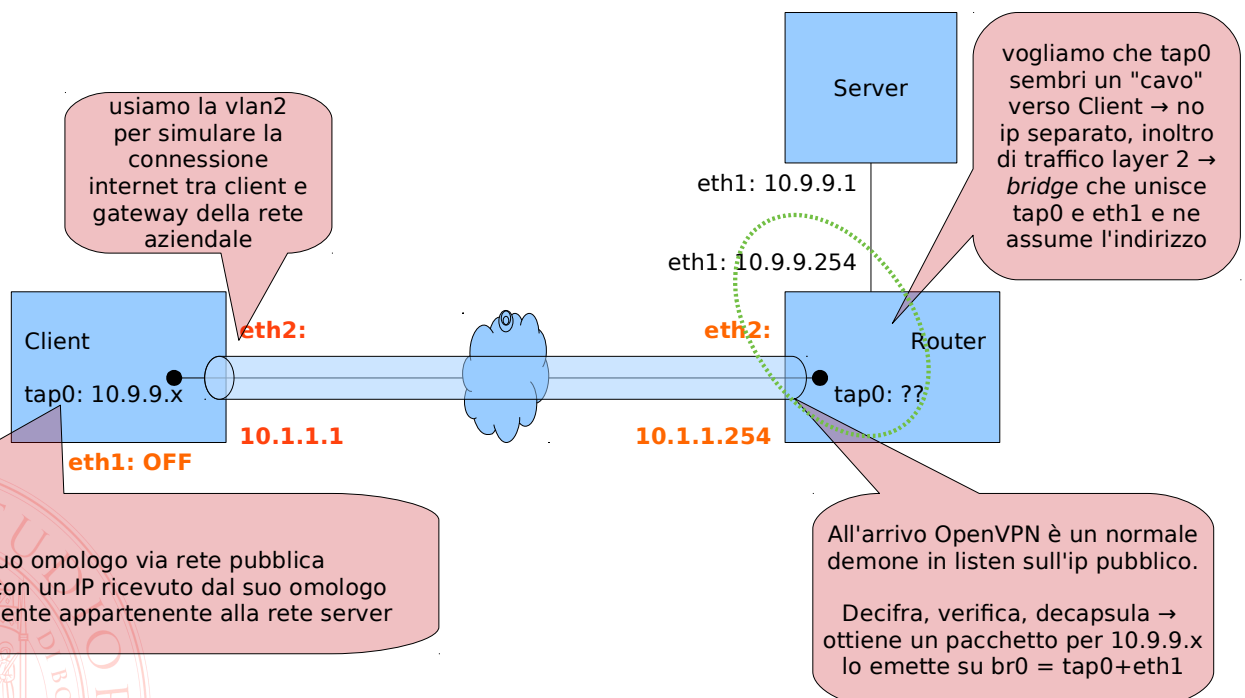 usiamo la vlan2
per simulare la
connessione
internet tra client e
gateway della rete
aziendale
Server
vogliamo che tap0
sembri un "cavo"
verso Client → no
ip separato, inoltro
di traffico layer 2 →
bridge che unisce
tap0 e eth1 e ne
assume l'indirizzo
eth1: 10.9.9.1
eth1: 10.9.9.254
Client
eth2:
eth2:
Router
tap0: 10.9.9.x
tap0: ??
10.1.1.1
10.1.1.254
eth1: OFF
uo omologo via rete pubblica
con un IP ricevuto dal suo omologo
ente appartenente alla rete server
All'arrivo OpenVPN è un normale
demone in listen sull'ip pubblico.
Decifra, verifica, decapsula →
ottiene un pacchetto per 10.9.9.x
lo emette su br0 = tap0+eth1